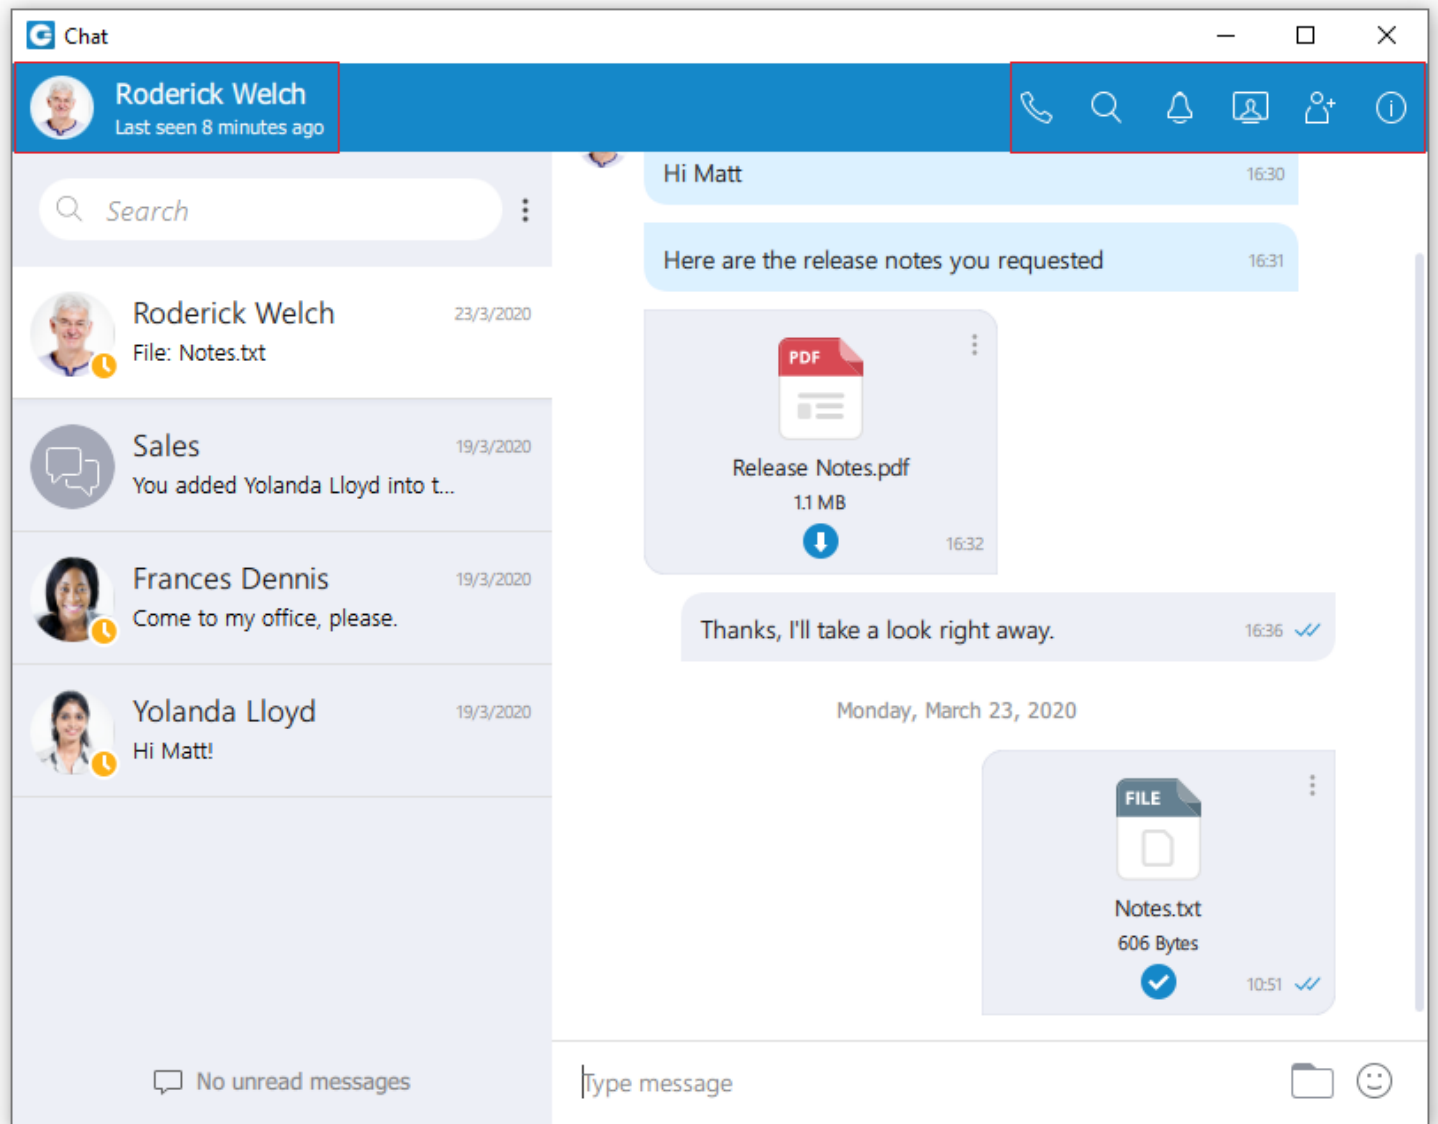 Chat
Roderick Welch
Last seen 8 minutes ago
Search
Roderick Welch 23/3/2020
File: Notes.txt
Sales 19/3/2020
You added Yolanda Lloyd into t...
Frances Dennis 19/3/2020
Come to my office, please.
Yolanda Lloyd 19/3/2020
Hi Matt!
No unread messages
Hi Matt 16:30
Here are the release notes you requested 16:31
PDF
Release Notes.pdf
1.1 MB
16:32
Thanks, I'll take a look right away. 16:36
Monday, March 23, 2020
FILE
Notes.txt
606 Bytes
10:51
Type message